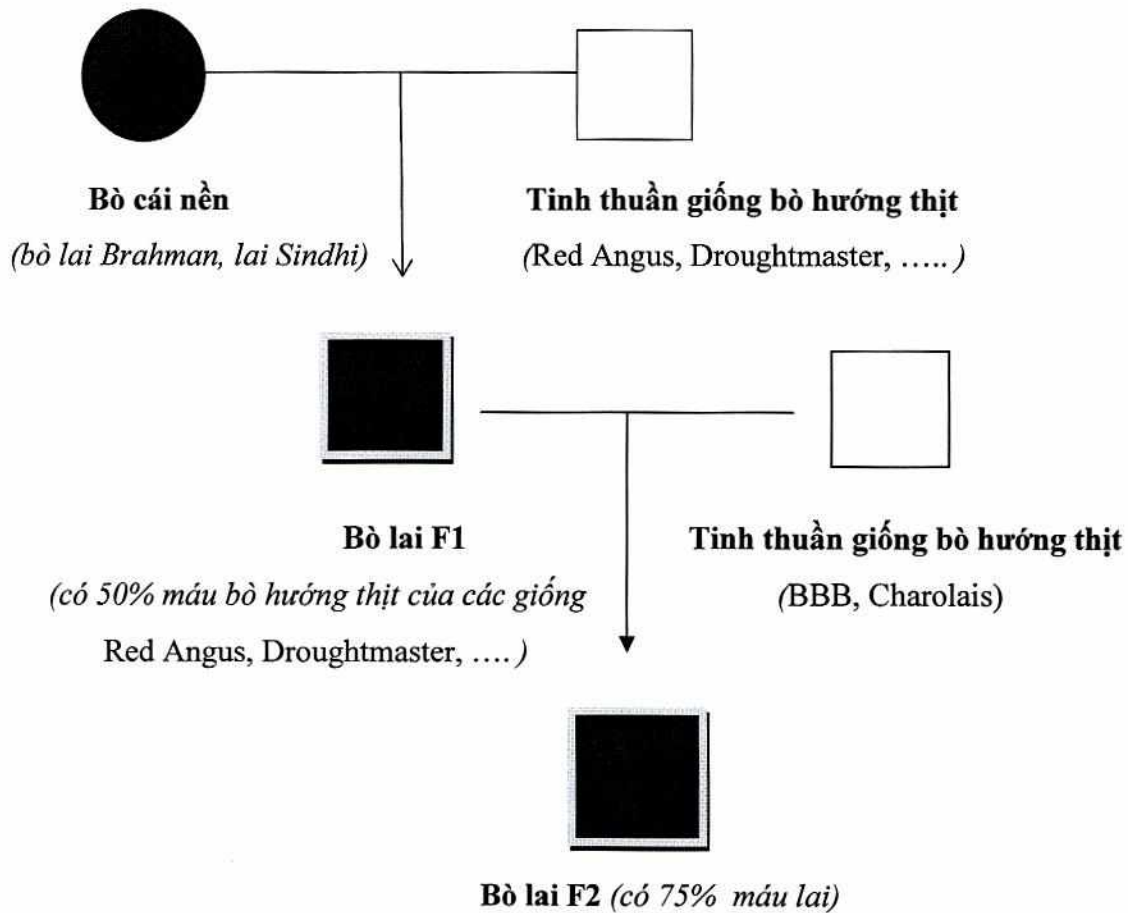 Bò cái nền
Tinh thuần giống bò hướng thịt
(bò lai Brahman, lai Sindhi)
(Red Angus, Droughtmaster, ..... )
Bò lai F1
Tinh thuần giống bò hướng thịt
(có 50% máu bò hướng thịt của các giống
(BBB, Charolais)
Red Angus, Droughtmaster, .... )
Bò lai F2 (có 75% máu lai)